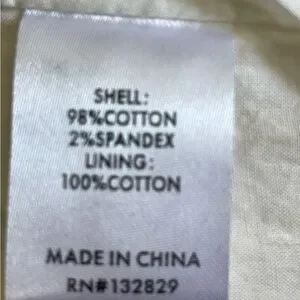 SHELL:
98%COTTON
2%SPANDEX
LINING:
100%COTTON
MADE IN CHINA
RN#132829